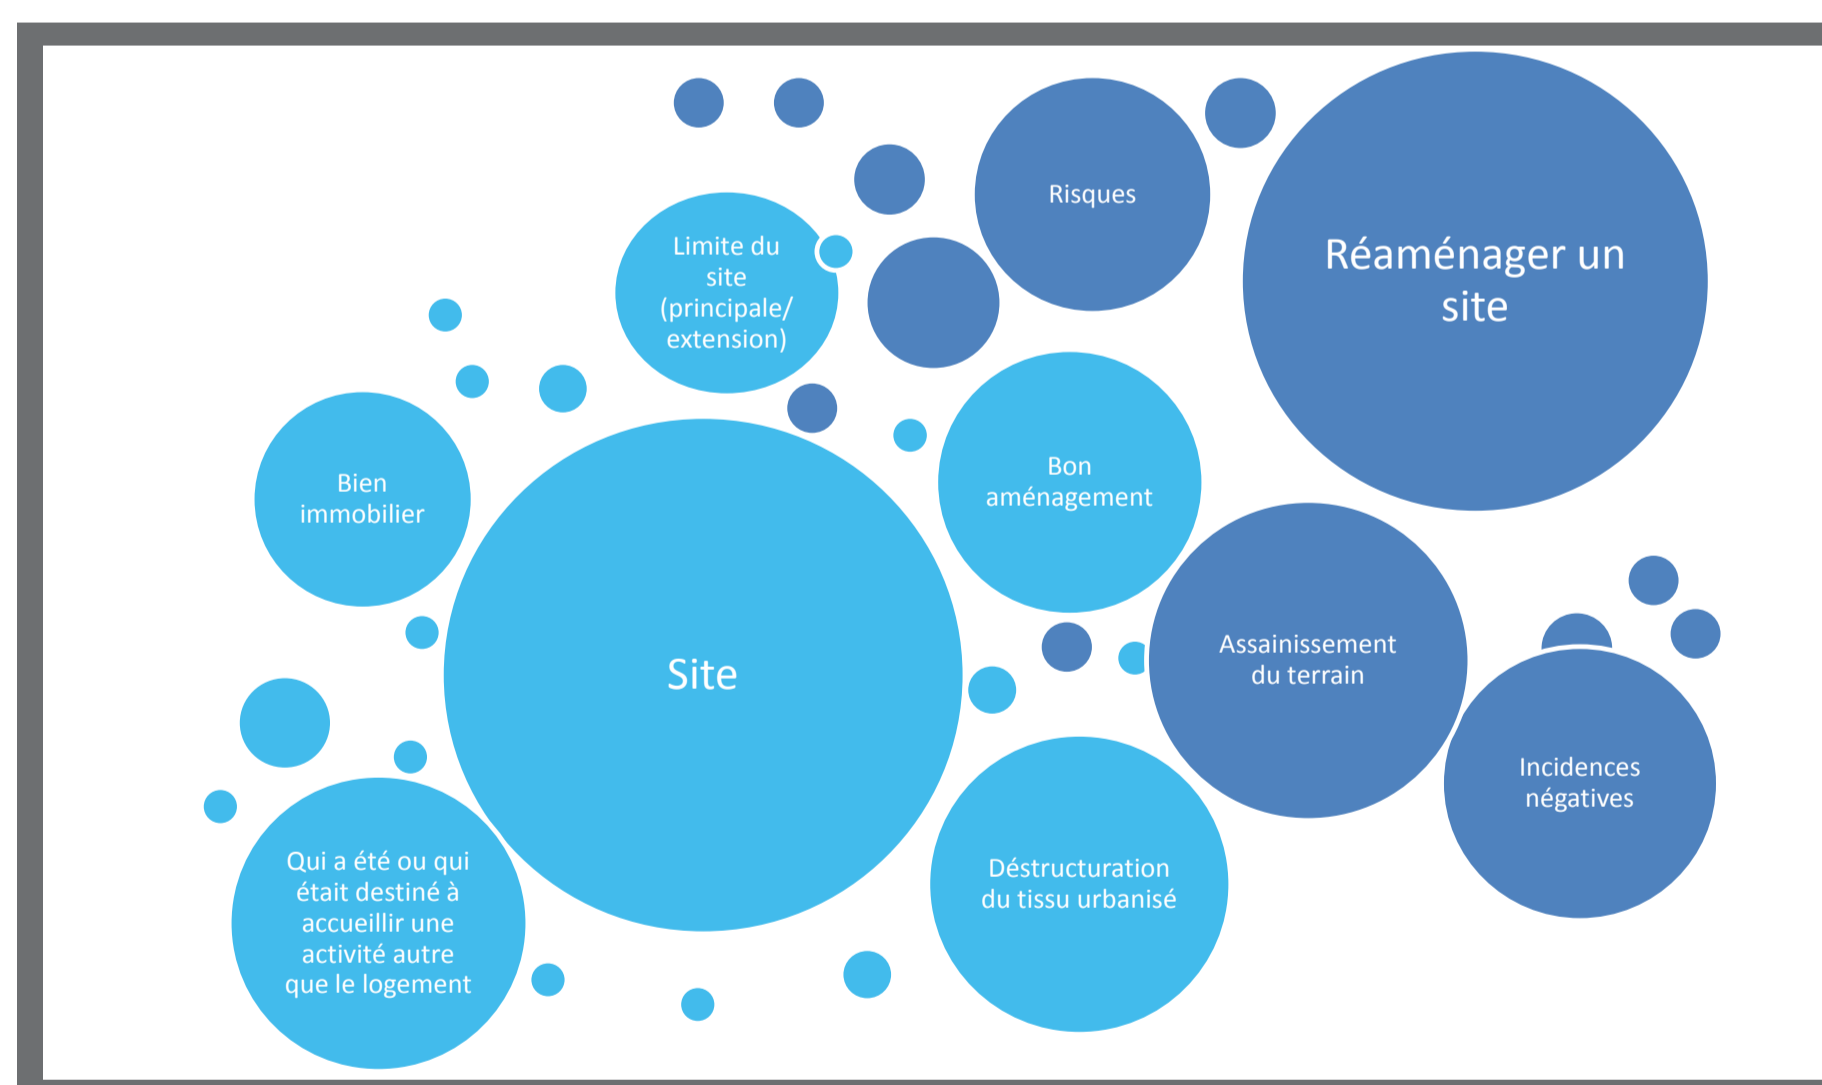 Risques
Réaménager un
site
Limite du
site
(principale/
extension)
Bien
immobilier
Bon
aménagement
Site
Assainissement
du terrain
Incidences
négatives
Qui a été ou qui
était destiné à
accueillir une
activité autre
que le logement
Déstructuration
du tissu urbanisé